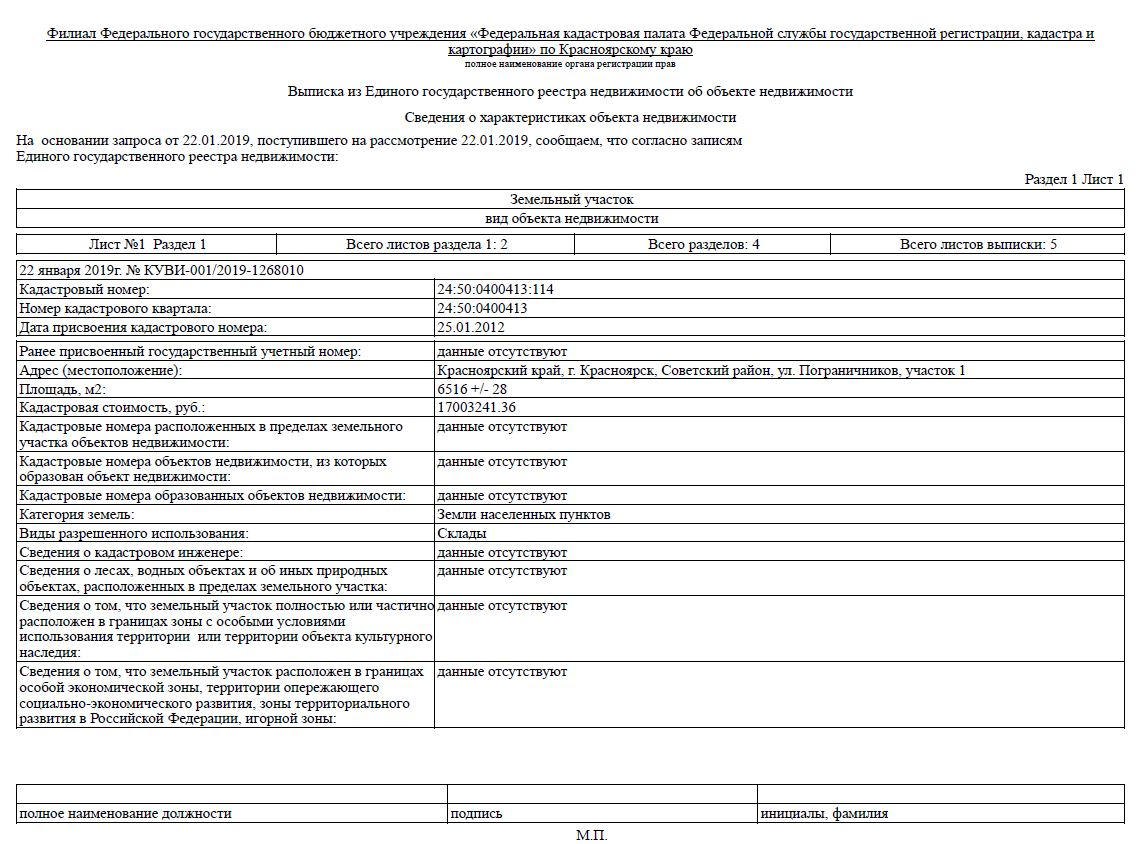 Филиал Федерального государственного бюджетного учреждения «Федеральная кадастровая палата Федеральной службы государственной регистрации, кадастра и
картографии» по Красноярскому краю
полное наименование органа регистрации прав
Выписка из Единого государственного реестра недвижимости об объекте недвижимости
Сведения о характеристиках объекта недвижимости
На основании запроса от 22.01.2019, поступившего на рассмотрение 22.01.2019, сообщаем, что согласно записям
Единого государственного реестра недвижимости:
Раздел 1 Лист 1
Земельный участок
вид объекта недвижимости
Лист №1 Раздел 1 Всего листов раздела 1: 2 Всего разделов: 4 Всего листов выписки: 5
22 января 2019г. № КУВИ-001/2019-1268010
Кадастровый номер: 24:50:0400413:114
Номер кадастрового квартала: 24:50:0400413
Дата присвоения кадастрового номера: 25.01.2012
Ранее присвоенный государственный учетный номер: данные отсутствуют
Адрес (местоположение): Красноярский край, г. Красноярск, Советский район, ул. Пограничников, участок 1
Площадь, м2: 6516 +/- 28
Кадастровая стоимость, руб.: 17003241.36
Кадастровые номера расположенных в пределах земельного данные отсутствуют
участка объектов недвижимости:
Кадастровые номера объектов недвижимости, из которых данные отсутствуют
образован объект недвижимости:
Кадастровые номера образованных объектов недвижимости: данные отсутствуют
Категория земель: Земли населенных пунктов
Виды разрешенного использования: Склады
Сведения о кадастровом инженере: данные отсутствуют
Сведения о лесах, водных объектах и об иных природных данные отсутствуют
объектах, расположенных в пределах земельного участка:
Сведения о том, что земельный участок полностью или частично данные отсутствуют
расположен в границах зоны с особыми условиями
использования территории или территории объекта культурного
наследия:
Сведения о том, что земельный участок расположен в границах данные отсутствуют
особой экономической зоны, территории опережающего
социально-экономического развития, зоны территориального
развития в Российской Федерации, игорной зоны:
полное наименование должности подпись инициалы, фамилия
М.П.